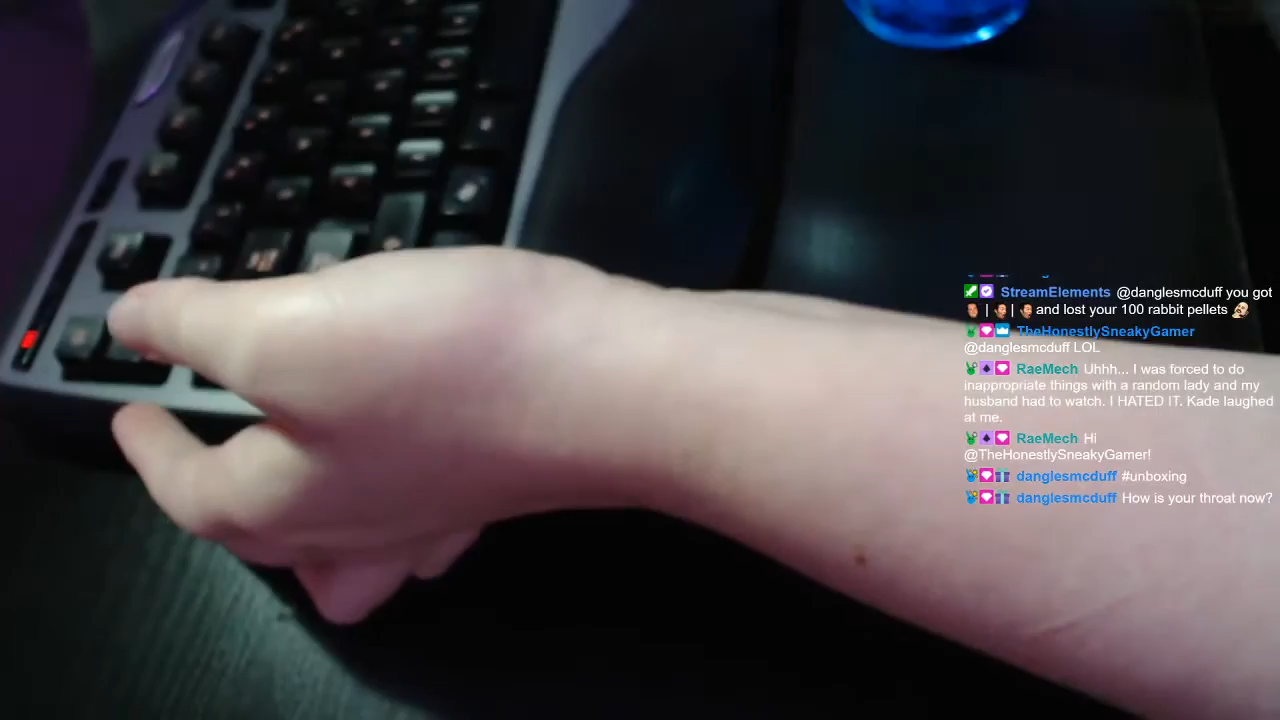 StreamElements @danglesmcduff you got
| | and lost your 100 rabbit pellets
TheHonestlySneakyGamer
@danglesmcduff LOL
RaeMech Uhhh... I was forced to do
inappropriate things with a random lady and my
husband had to watch. I HATED IT. Kade laughed
at me.
RaeMech Hi
@TheHonestlySneakyGamer!
danglesmcduff #unboxing
danglesmcduff How is your throat now?